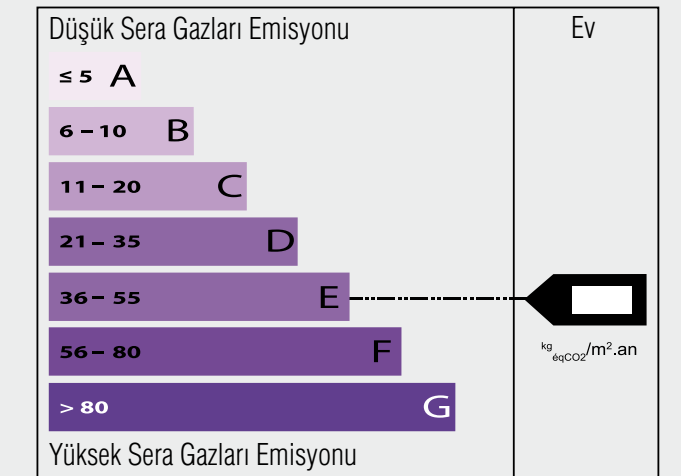 Düşük Sera Gazları Emisyonu
Ev
≤ 5 A
6 – 10 B
11 – 20 C
21 – 35 D
36 – 55 E
56 – 80 F
kg éqCO2/m².an
> 80 G
Yüksek Sera Gazları Emisyonu